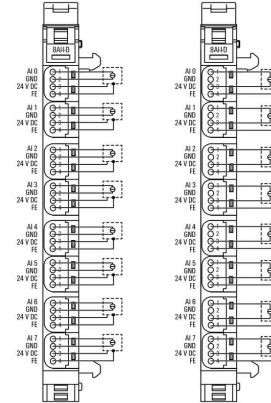 8AI-I-D
AI 0
GND
24 V DC
FE
AI 1
GND
24 V DC
FE
AI 2
GND
24 V DC
FE
AI 3
GND
24 V DC
FE
AI 4
GND
24 V DC
FE
AI 5
GND
24 V DC
FE
AI 6
GND
24 V DC
FE
AI 7
GND
24 V DC
FE
8AI-I-D
AI 0
GND
24 V DC
FE
AI 1
GND
24 V DC
FE
AI 2
GND
24 V DC
FE
AI 3
GND
24 V DC
FE
AI 4
GND
24 V DC
FE
AI 5
GND
24 V DC
FE
AI 6
GND
24 V DC
FE
AI 7
GND
24 V DC
FE